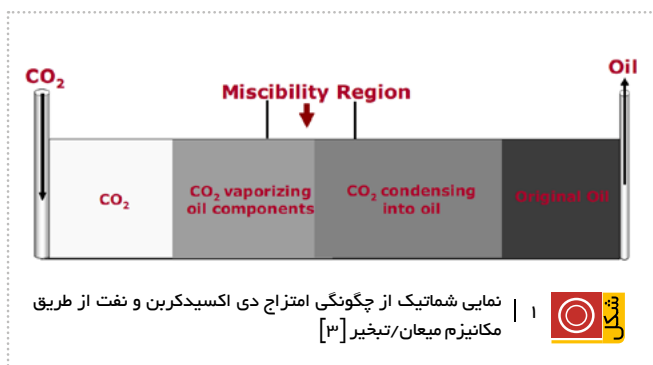 CO₂
Oil
Miscibility Region
CO₂
CO₂ vaporizing
oil components
CO₂ condensing
into oil
Original Oil
شکل
۱
نمایی شماتیک از چگونگی امتزاج دی اکسیدکربن و نفت از طریق
مکانیزم میعان/تبخیر [۳]